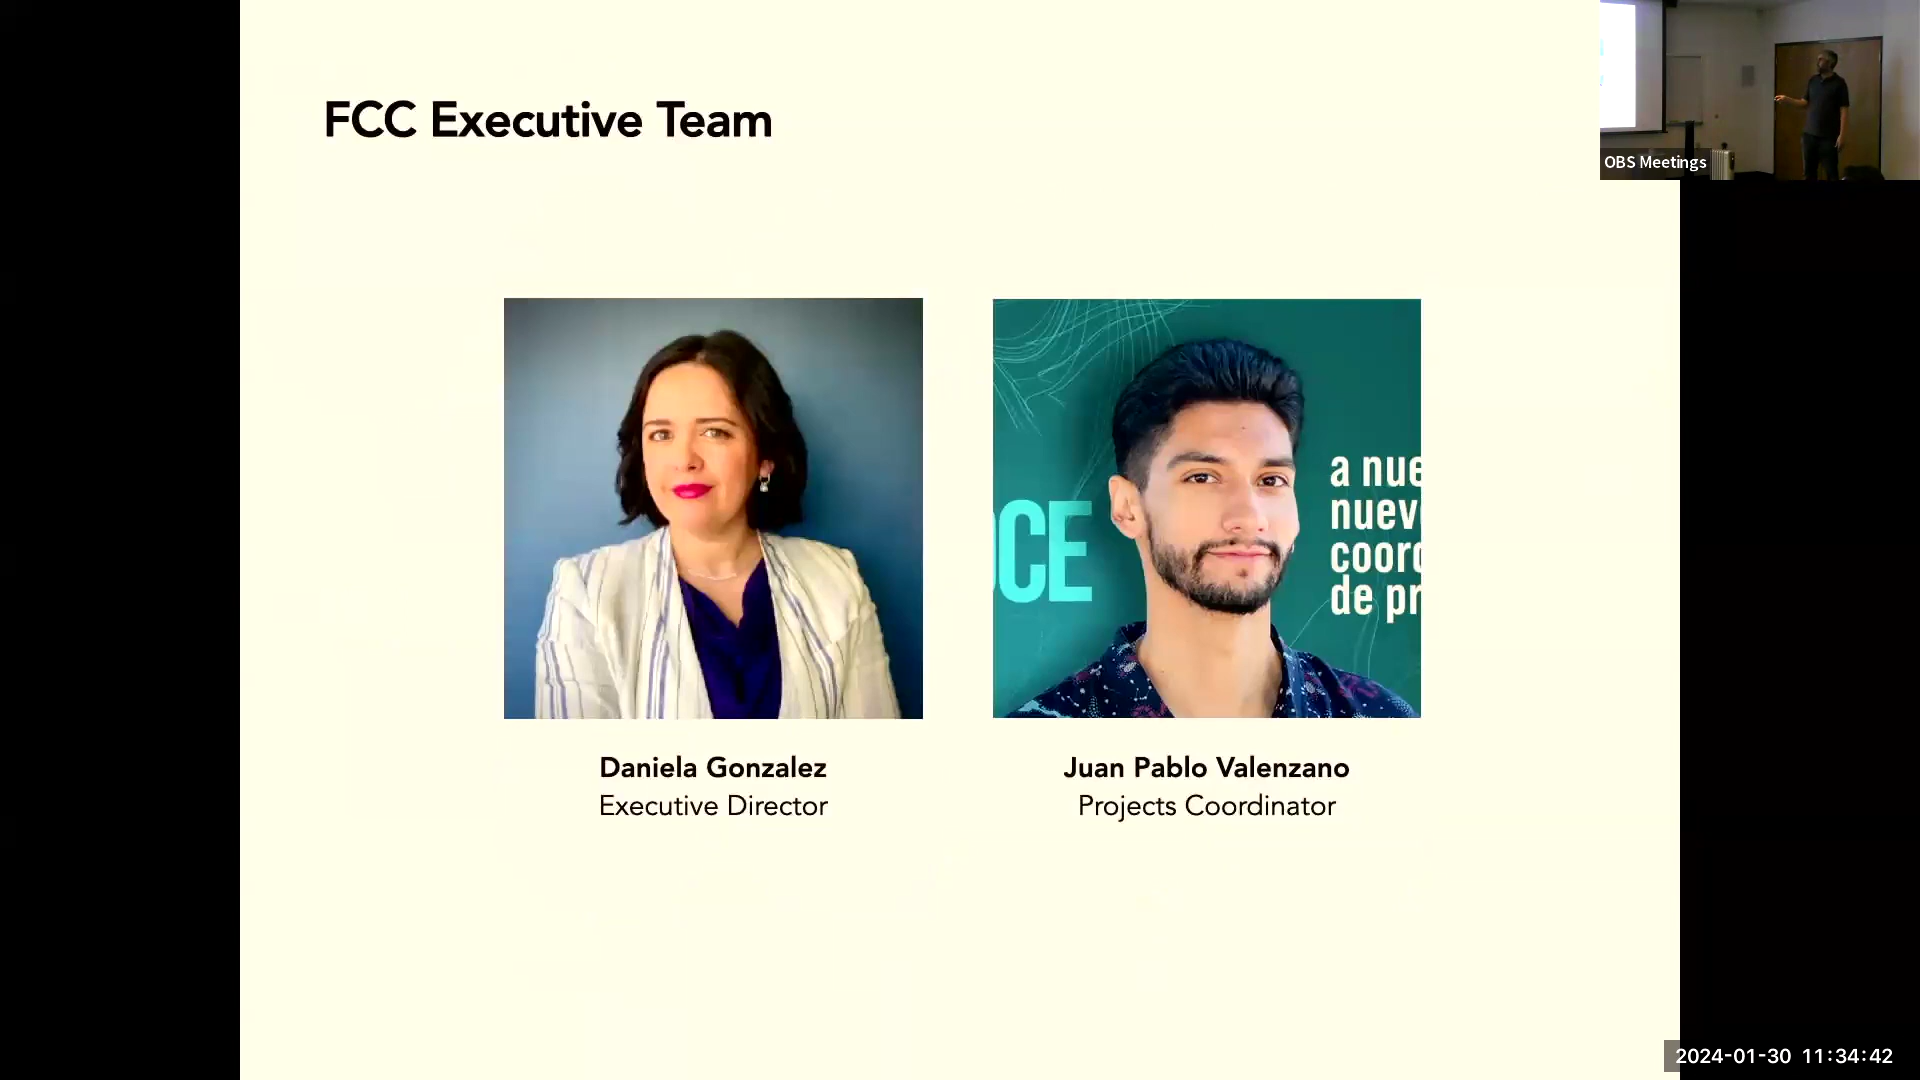 FCC Executive Team
OBS Meetings
CE
a nue
nuev
coord
de pr
Daniela Gonzalez
Executive Director
Juan Pablo Valenzano
Projects Coordinator
2024-01-30 11:34:42